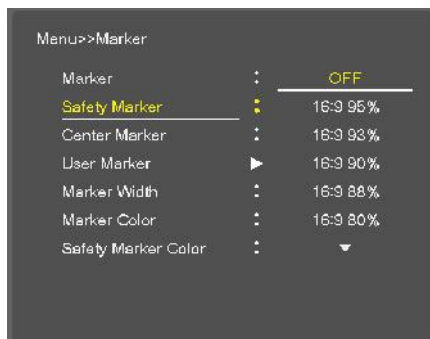 Menu>>Marker
Marker : OFF
Safety Marker : 16:9 95%
Center Marker : 16:9 93%
User Marker ▶ 16:9 90%
Marker Width : 16:9 88%
Marker Color : 16:9 80%
Safety Marker Color : ▼